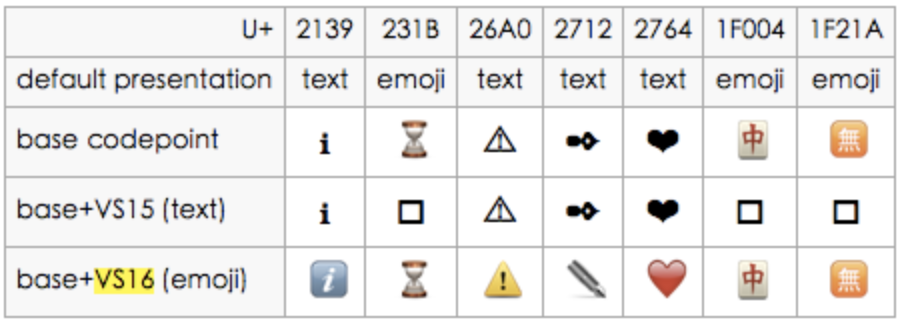 U+ 2139 231B 26A0 2712 2764 1F004 1F21A
default presentation text emoji text text text emoji emoji
base codepoint ℹ ⌛ ⚠ ✒ ❤ 🀄 🈚
base+VS15 (text) ℹ︎ □ ⚠︎ ✒︎ ❤︎ □ □
base+VS16 (emoji) ℹ️ ⌛️ ⚠️ ✒️ ❤️ 🀄️ 🈚️